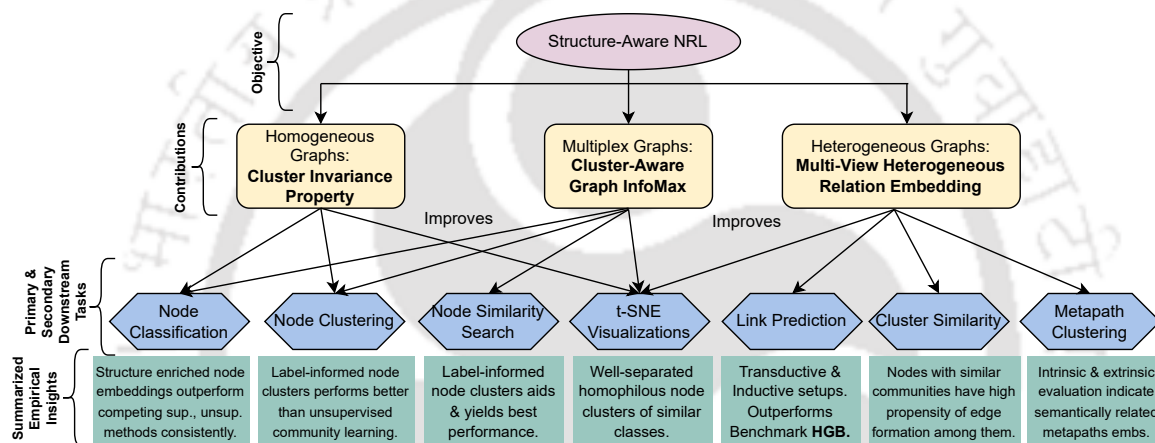 Structure-Aware NRL
Objective
Contributions
Homogeneous
Graphs:
Cluster Invariance
Property
Multiplex Graphs:
Cluster-Aware
Graph InfoMax
Heterogeneous Graphs:
Multi-View Heterogeneous
Relation Embedding
Improves
Improves
Primary &
Secondary
Downstream
Tasks
Node
Classification
Node Clustering
Node Similarity
Search
t-SNE
Visualizations
Link Prediction
Cluster Similarity
Metapath
Clustering
Summarized
Empirical
Insights
Structure enriched node
embeddings outperform
competing sup., unsup.
methods consistently.
Label-informed node
clusters performs better
than unsupervised
community learning.
Label-informed
node clusters aids
& yields best
performance.
Well-separated
homophilous node
clusters of similar
classes.
Transductive &
Inductive setups.
Outperforms
Benchmark HGB.
Nodes with similar
communities have high
propensity of edge
formation among them.
Intrinsic & extrinsic
evaluation indicate
semantically related
metapaths embs.